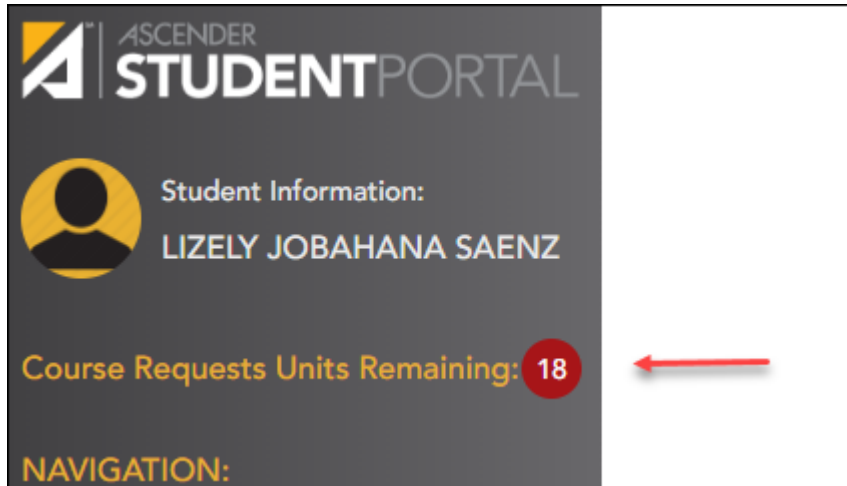 ASCENDER
STUDENTPORTAL
Student Information:
LIZELY JOBAHANA SAENZ
Course Requests Units Remaining: 18
NAVIGATION: